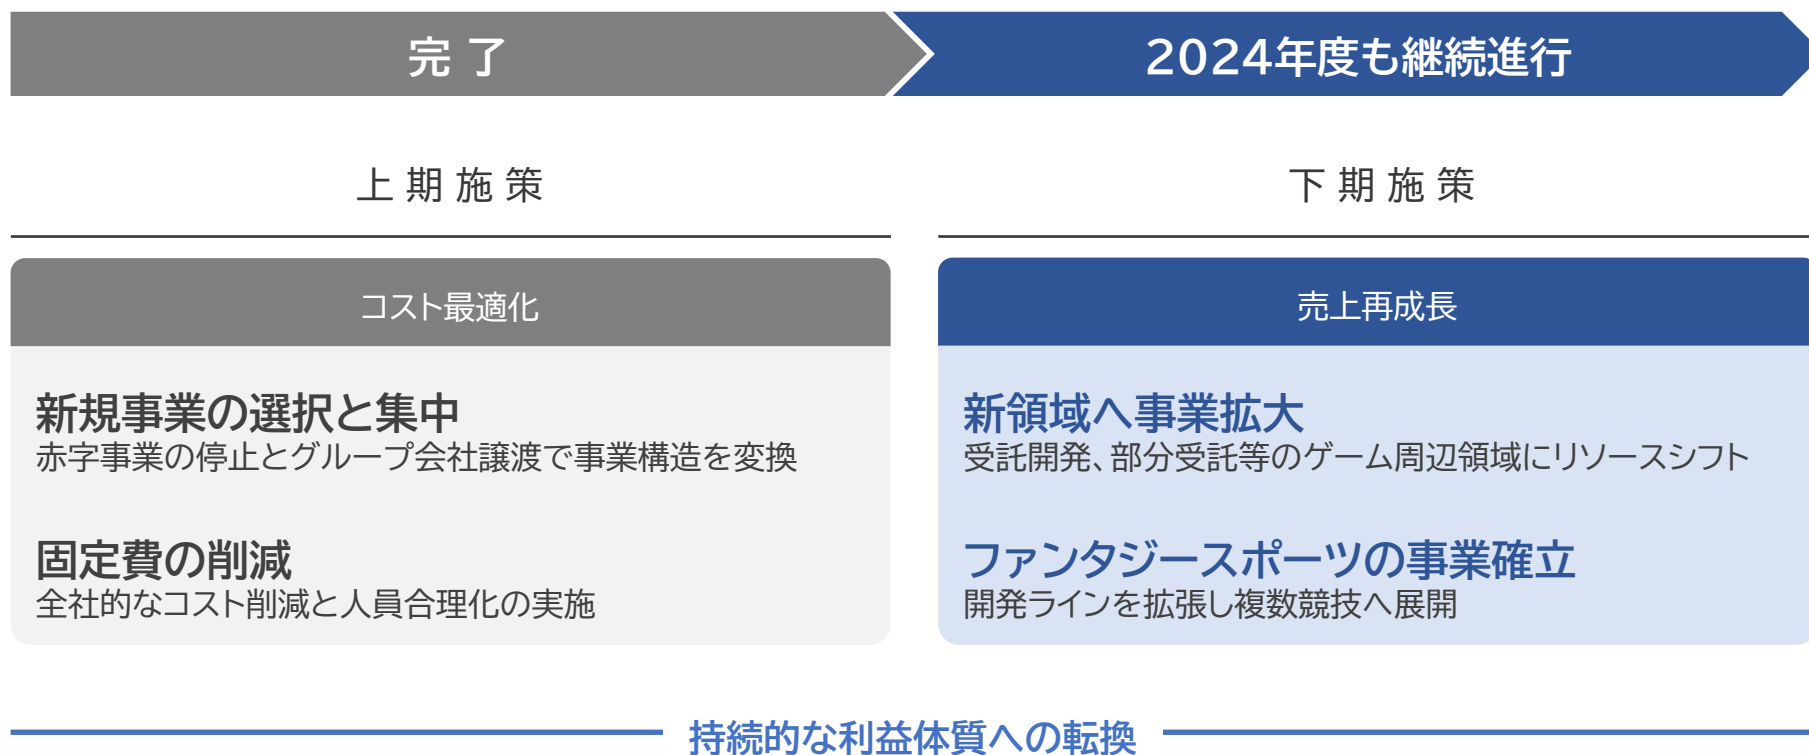 完了
2024年度も継続進行
上期施策
下期施策
コスト最適化
新規事業の選択と集中
赤字事業の停止とグループ会社譲渡で事業構造を変換
固定費の削減
全社的なコスト削減と人員合理化の実施
売上再成長
新領域へ事業拡大
受託開発、部分受託等のゲーム周辺領域にリソースシフト
ファンタジースポーツの事業確立
開発ラインを拡張し複数競技へ展開
持続的な利益体質への転換